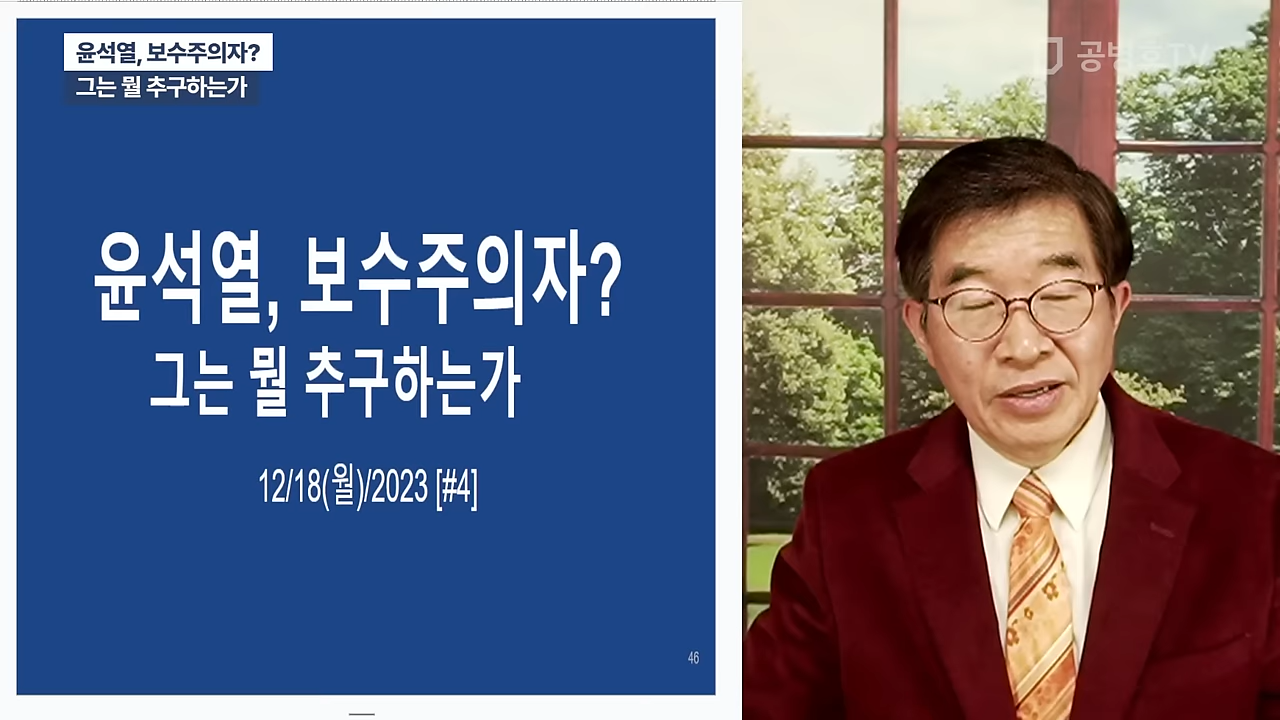 윤석열, 보수주의자?
그는 뭘 추구하는가
공병호TV
윤석열, 보수주의자?
그는 뭘 추구하는가
12/18(월)/2023 [#4]
46